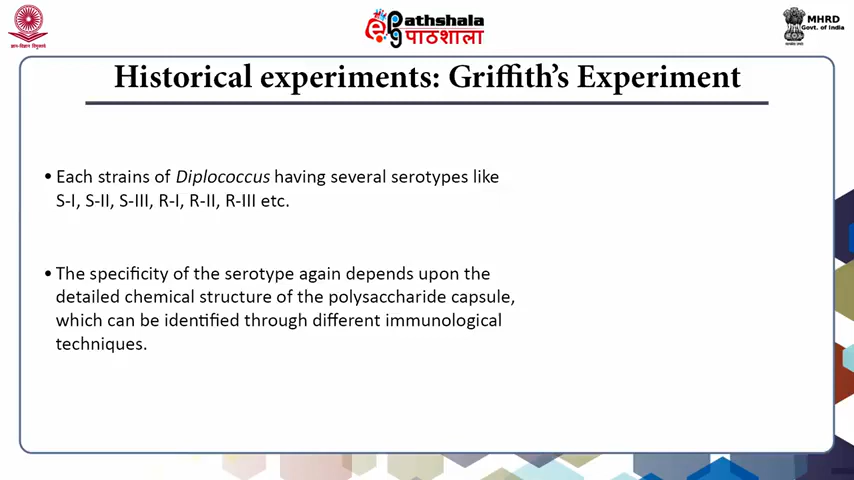 Pathshala
पाठशाला
MHRD
Govt. of India
Historical experiments: Griffith's Experiment
• Each strains of Diplococcus having several serotypes like
S-I, S-II, S-III, R-I, R-II, R-III etc.
• The specificity of the serotype again depends upon the
detailed chemical structure of the polysaccharide capsule,
which can be identified through different immunological
techniques.